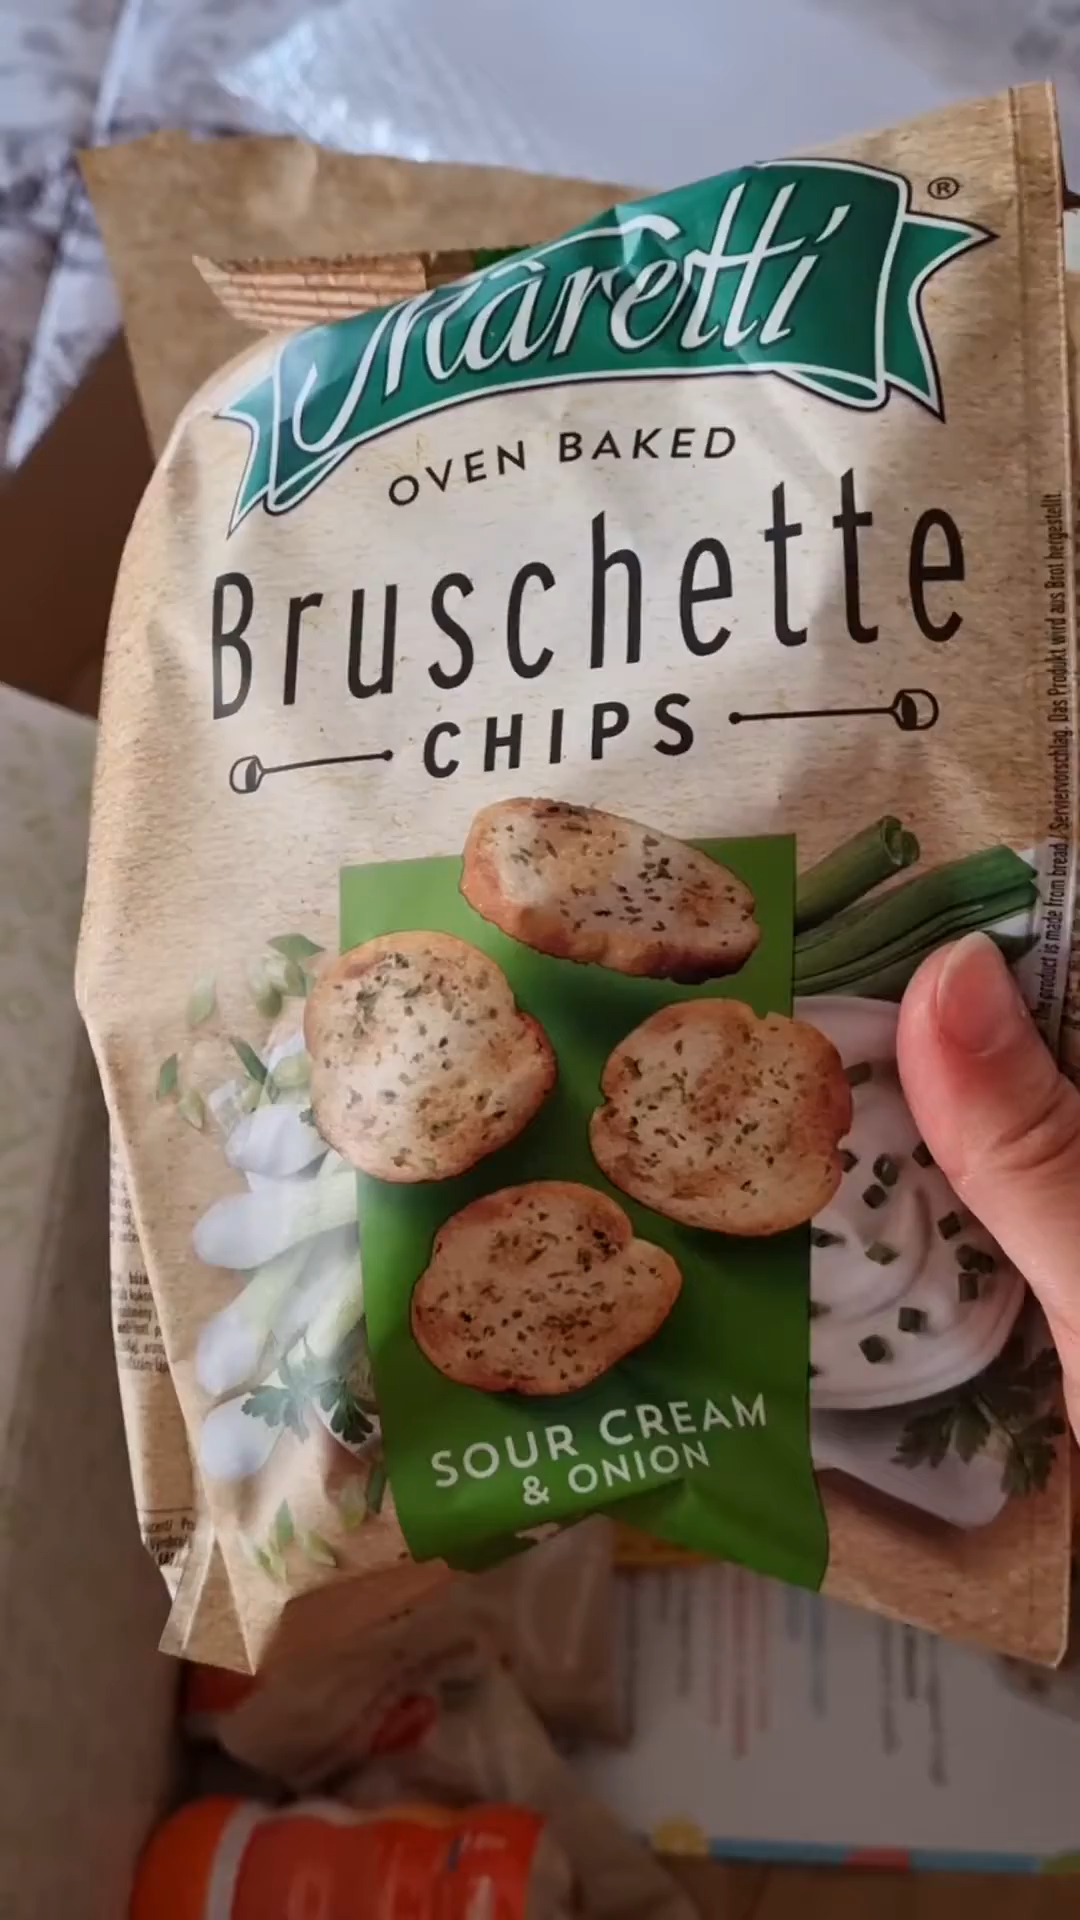 Maretti
®
OVEN BAKED
Bruschette
CHIPS
SOUR CREAM
& ONION
The product is made from bread / Serviervorschlag. Das Produkt wird aus Brot hergestellt